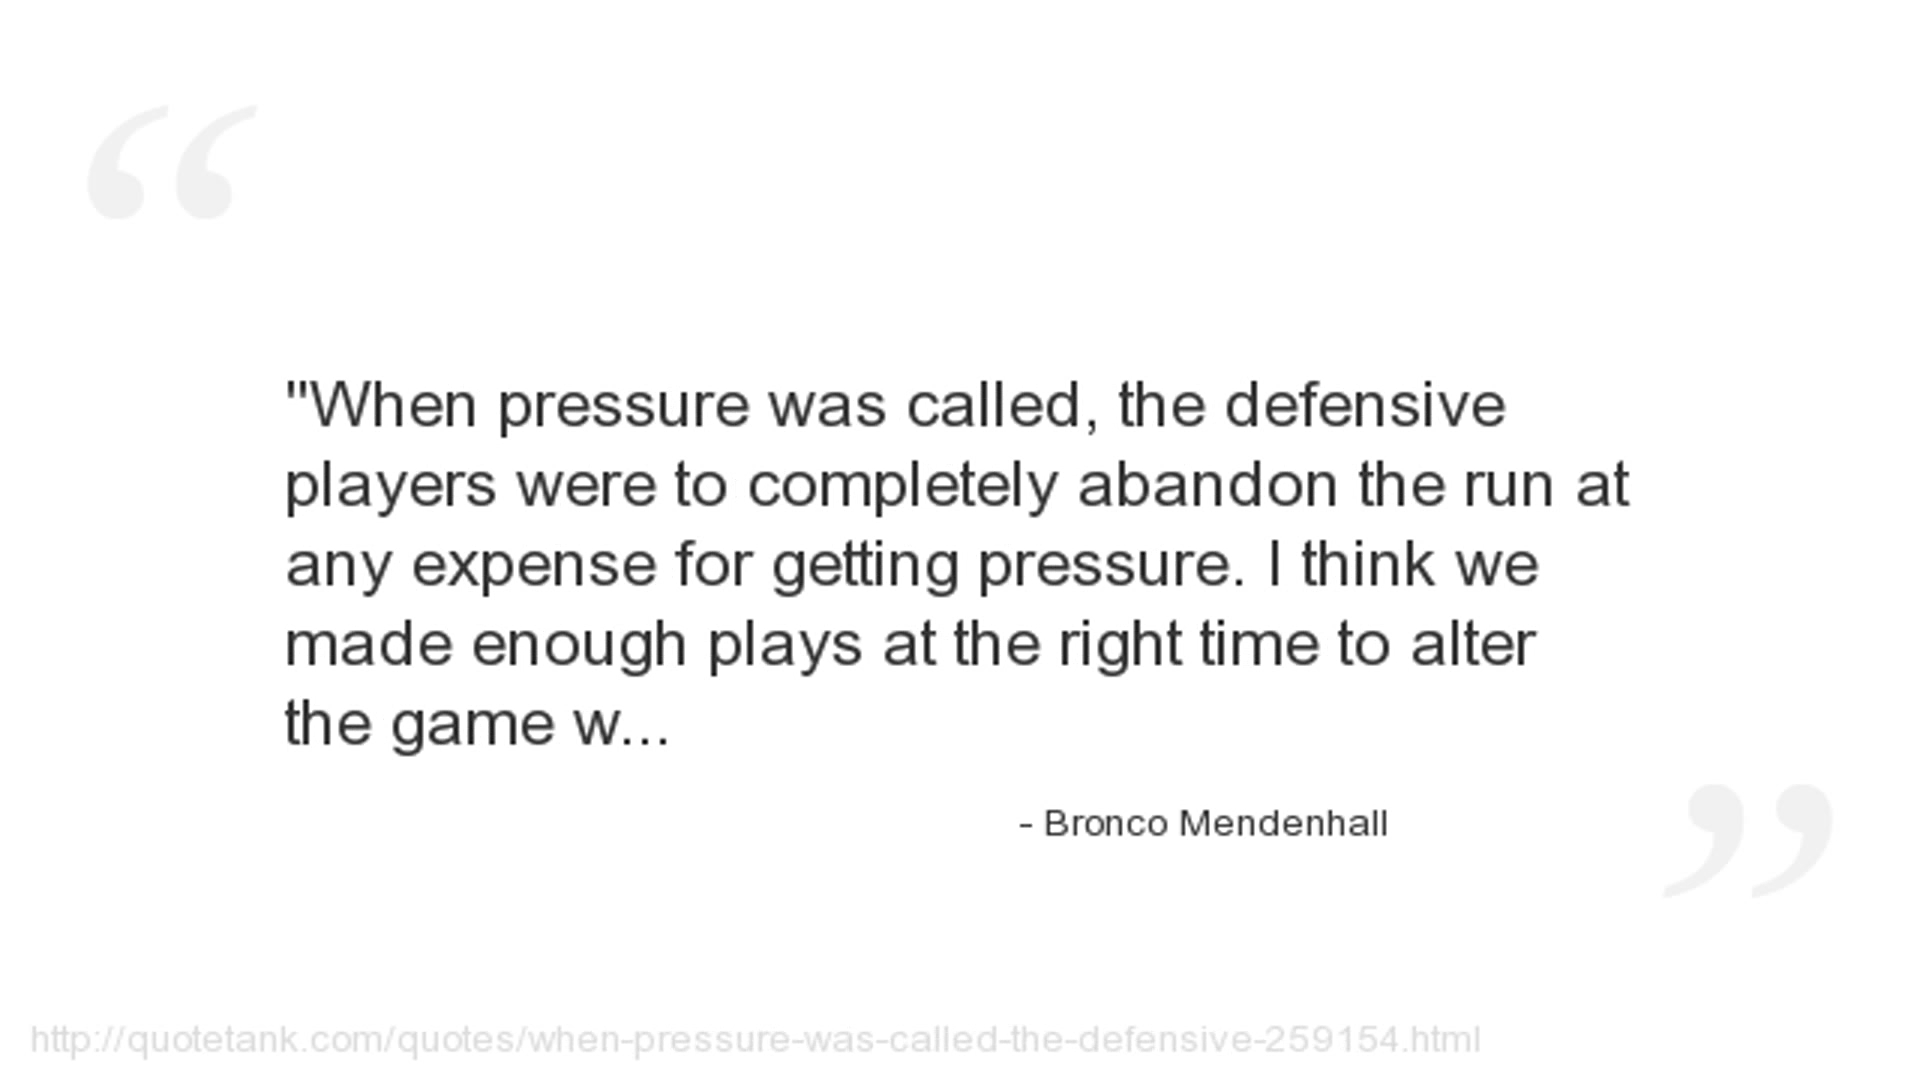 "When pressure was called, the defensive
players were to completely abandon the run at
any expense for getting pressure. I think we
made enough plays at the right time to alter
the game w...
- Bronco Mendenhall
http://quotetank.com/quotes/when-pressure-was-called-the-defensive-259154.html